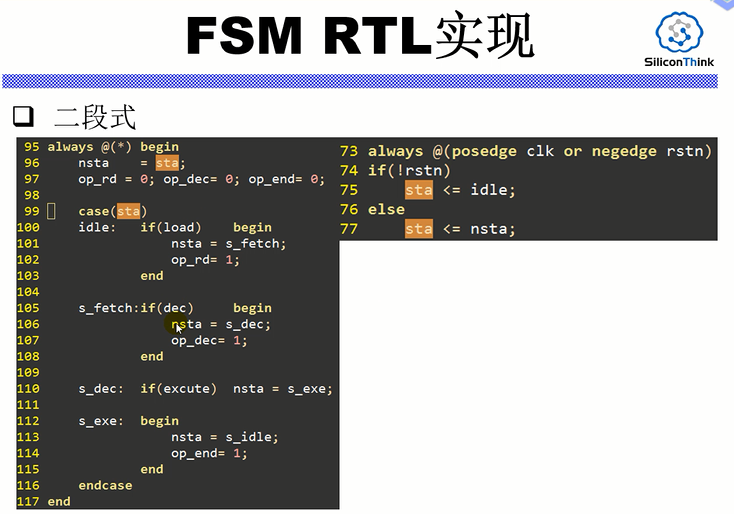 FSM RTL实现
SiliconThink
二段式
95 always @(*) begin
96 nsta = sta;
97 op_rd = 0; op_dec= 0; op_end= 0;
98
99 case(sta)
100 idle: if(load) begin
101 nsta = s_fetch;
102 op_rd= 1;
103 end
104
105 s_fetch:if(dec) begin
106 nsta = s_dec;
107 op_dec= 1;
108 end
109
110 s_dec: if(excute) nsta = s_exe;
111
112 s_exe: begin
113 nsta = s_idle;
114 op_end= 1;
115 end
116 endcase
117 end
73 always @(posedge clk or negedge rstn)
74 if(!rstn)
75 sta <= idle;
76 else
77 sta <= nsta;